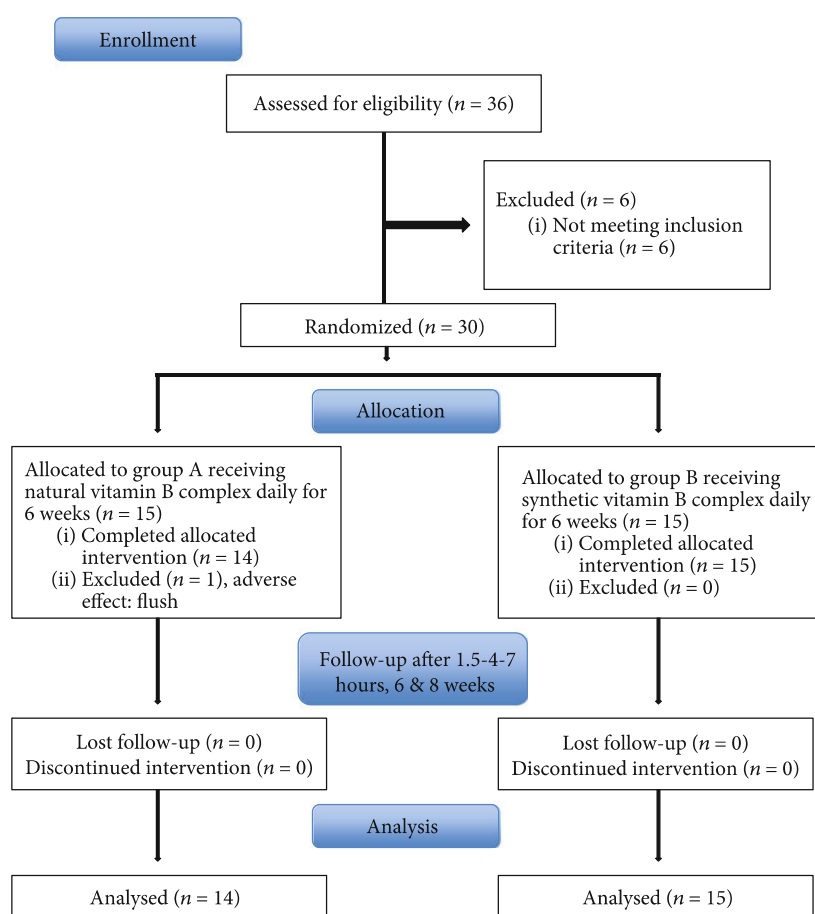 Enrollment
Assessed for eligibility (n = 36)
Excluded (n = 6)
(i) Not meeting inclusion
criteria (n = 6)
Randomized (n = 30)
Allocation
Allocated to group A receiving
natural vitamin B complex daily for
6 weeks (n = 15)
(i) Completed allocated
intervention (n = 14)
(ii) Excluded (n = 1), adverse
effect: flush
Allocated to group B receiving
synthetic vitamin B complex daily
for 6 weeks (n = 15)
(i) Completed allocated
intervention (n = 15)
(ii) Excluded (n = 0)
Follow-up after 1.5-4-7
hours, 6 & 8 weeks
Lost follow-up (n = 0)
Discontinued intervention (n = 0)
Lost follow-up (n = 0)
Discontinued intervention (n = 0)
Analysis
Analysed (n = 14)
Analysed (n = 15)